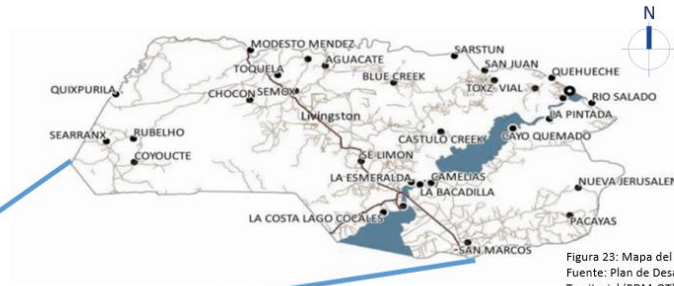 N
MODESTO MENDEZ
SARSTUN
TOQUELA
AGUACATE
SAN JUAN
BLUE CREEK
QUEHUECHE
QUIXPURILA
CHOCON
SEMOX
TOXZ VIAL
RIO SALADO
Livingston
LA PINTADA
SEARRANX
RUBELHO
CASTULO CREEK
CAYO QUEMADO
COYOUCTE
SE LIMON
LA ESMERALDA
CAMELIAS
LA BACADILLA
NUEVA JERUSALEN
LA COSTA LAGO COCALES
PACAYAS
SAN MARCOS
Figura 23: Mapa del
Fuente: Plan de Desa